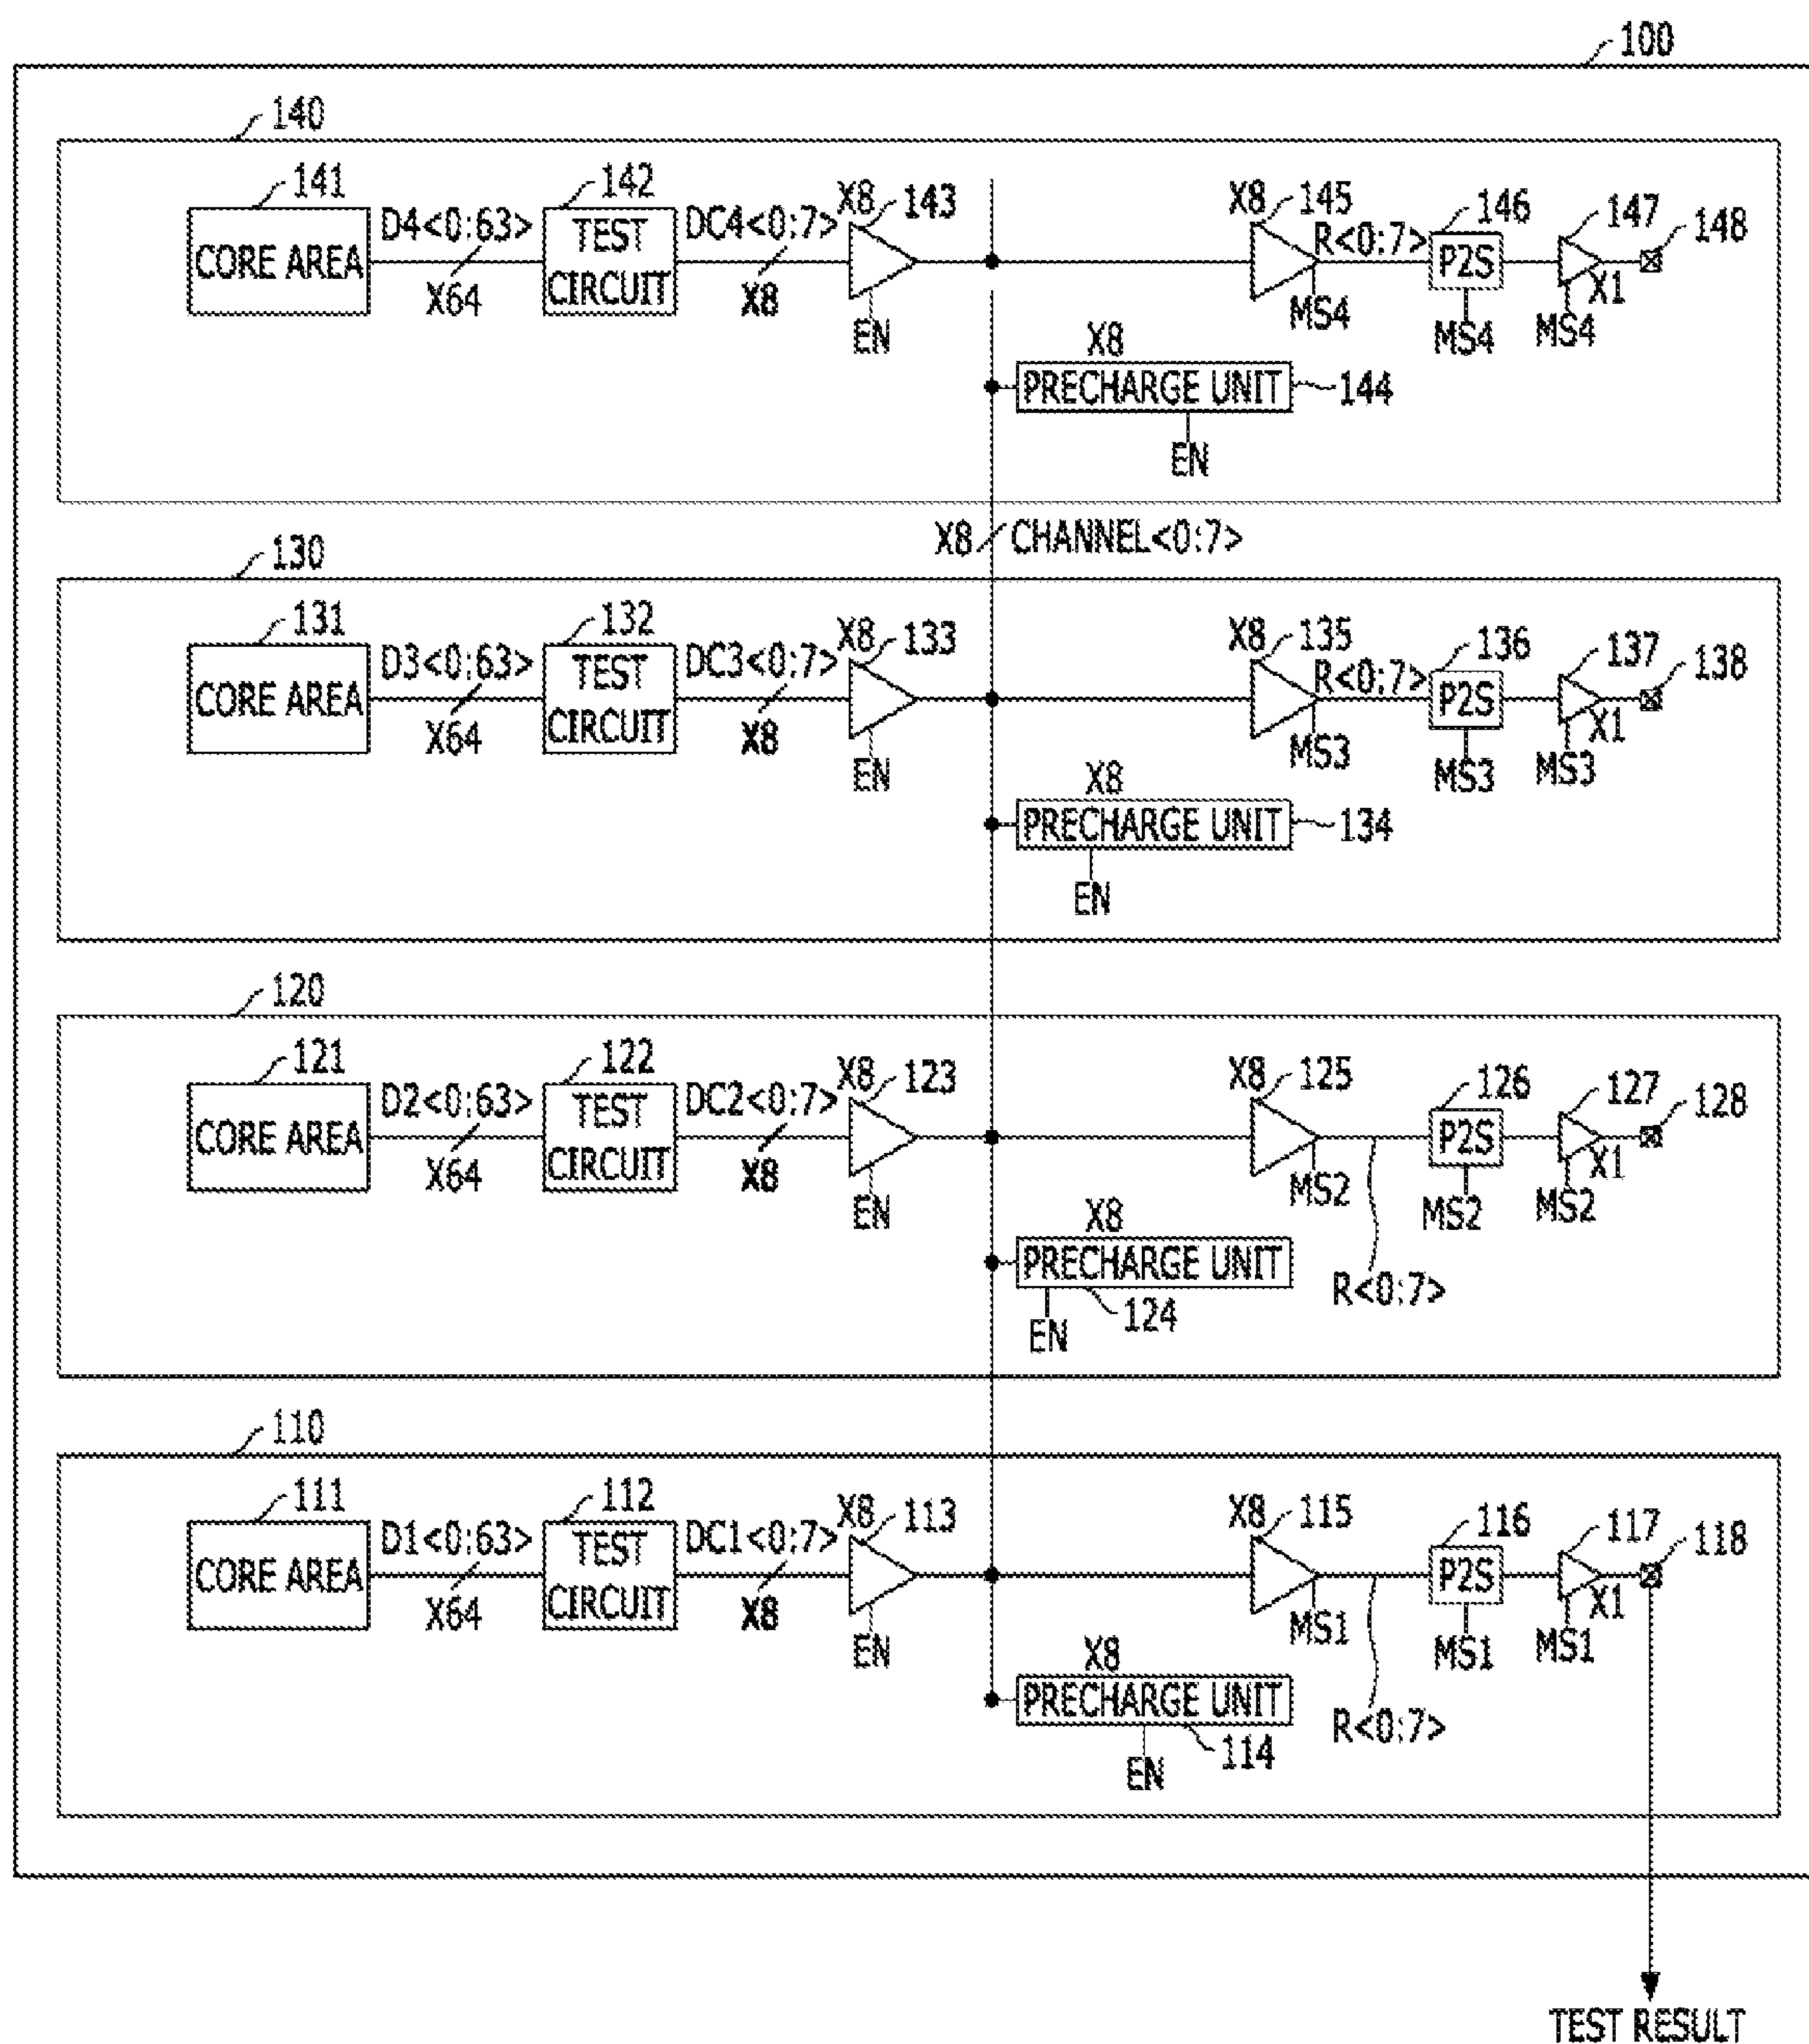 100
140
141
142
X8
143
X8
145
146
147
148
CORE AREA
D4<0:63>
X64
TEST
CIRCUIT
DC4<0:7>
X8
EN
R<0:7>
MS4
P2S
MS4
X1
MS4
X8
PRECHARGE UNIT
144
EN
X8
CHANNEL<0:7>
130
131
132
X8
133
X8
135
136
137
138
CORE AREA
D3<0:63>
X64
TEST
CIRCUIT
DC3<0:7>
X8
EN
R<0:7>
MS3
P2S
MS3
X1
MS3
X8
PRECHARGE UNIT
134
EN
120
121
122
X8
123
X8
125
126
127
128
CORE AREA
D2<0:63>
X64
TEST
CIRCUIT
DC2<0:7>
X8
EN
MS2
P2S
MS2
X1
MS2
X8
PRECHARGE UNIT
R<0:7>
124
EN
110
111
112
X8
113
X8
115
116
117
118
CORE AREA
D1<0:63>
X64
TEST
CIRCUIT
DC1<0:7>
X8
EN
MS1
P2S
MS1
X1
MS1
X8
PRECHARGE UNIT
R<0:7>
114
EN
TEST RESULT